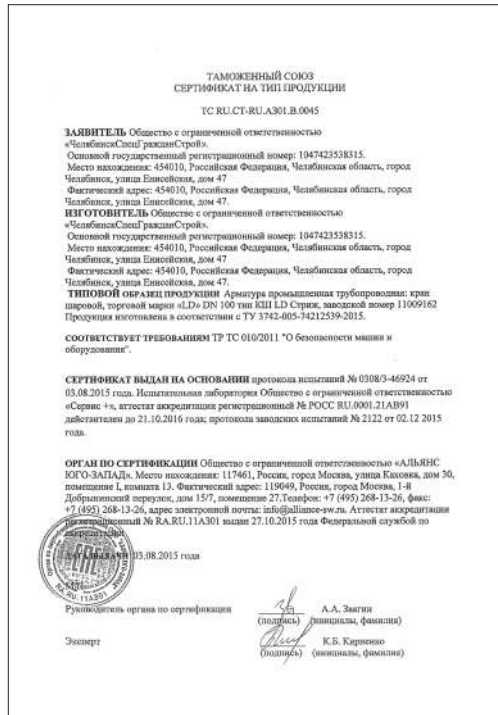 ТАМОЖЕННЫЙ СОЮЗ
СЕРТИФИКАТ НА ТИП ПРОДУКЦИИ
ТС RU.СТ-RU.А301.В.0045
ЗАЯВИТЕЛЬ Общество с ограниченной ответственностью
«ЧелябинскСпецГражданСтрой».
Основной государственный регистрационный номер: 1047423538315.
Место нахождения: 454010, Российская Федерация, Челябинская область, город
Челябинск, улица Енисейская, дом 47
Фактический адрес: 454010, Российская Федерация, Челябинская область, город
Челябинск, улица Енисейская, дом 47.
ИЗГОТОВИТЕЛЬ Общество с ограниченной ответственностью
«ЧелябинскСпецГражданСтрой».
Основной государственный регистрационный номер: 1047423538315.
Место нахождения: 454010, Российская Федерация, Челябинская область, город
Челябинск, улица Енисейская, дом 47
Фактический адрес: 454010, Российская Федерация, Челябинская область, город
Челябинск, улица Енисейская, дом 47.
ТИПОВОЙ ОБРАЗЕЦ ПРОДУКЦИИ Арматура промышленная трубопроводная: кран
шаровой, торговой марки «LD» DN 100 тип КШ LD Стриж, заводской номер 11009162
Продукция изготовлена в соответствии с ТУ 3742-005-74212539-2015.
СООТВЕТСТВУЕТ ТРЕБОВАНИЯМ ТР ТС 010/2011 "О безопасности машин и
оборудования".
СЕРТИФИКАТ ВЫДАН НА ОСНОВАНИИ протокола испытаний № 0308/3-46924 от
03.08.2015 года. Испытательная лаборатория Общество с ограниченной ответственностью
«Сервис +», аттестат аккредитации регистрационный № РОСС RU.0001.21АВ91
действителен до 21.10.2016 года; протокола заводских испытаний № 2122 от 02.12 2015
года.
ОРГАН ПО СЕРТИФИКАЦИИ Общество с ограниченной ответственностью «АЛЬЯНС
ЮГО-ЗАПАД». Место нахождения: 117461, Россия, город Москва, улица Каховка, дом 30,
помещение I, комната 13. Фактический адрес: 119049, Россия, город Москва, 1-й
Добрынинский переулок, дом 15/7, помещение 27.Телефон: +7 (495) 268-13-26, факс:
+7 (495) 268-13-26, адрес электронной почты: info@alliance-sw.ru. Аттестат аккредитации
регистрационный № RA.RU.11А301 выдан 27.10.2015 года Федеральной службой по
аккредитации
ДАТА ВЫДАЧИ 03.08.2015 года
М.П.
RA.RU.11А301
Руководитель органа по сертификации
А.А. Звягин
(подпись) (инициалы, фамилия)
Эксперт
К.Б. Кириенко
(подпись) (инициалы, фамилия)